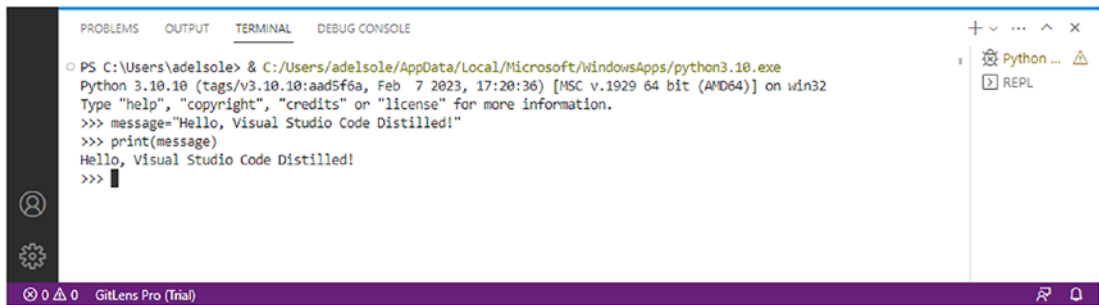 PROBLEMS OUTPUT TERMINAL DEBUG CONSOLE
PS C:\Users\adelsole> & C:/Users/adelsole/AppData/Local/Microsoft/WindowsApps/python3.10.exe
Python 3.10.10 (tags/v3.10.10:aad5f6a, Feb  7 2023, 17:20:36) [MSC v.1929 64 bit (AMD64)] on win32
Type "help", "copyright", "credits" or "license" for more information.
>>> message="Hello, Visual Studio Code Distilled!"
>>> print(message)
Hello, Visual Studio Code Distilled!
>>>
Python ...
REPL
0 0 GitLens Pro (Trial)